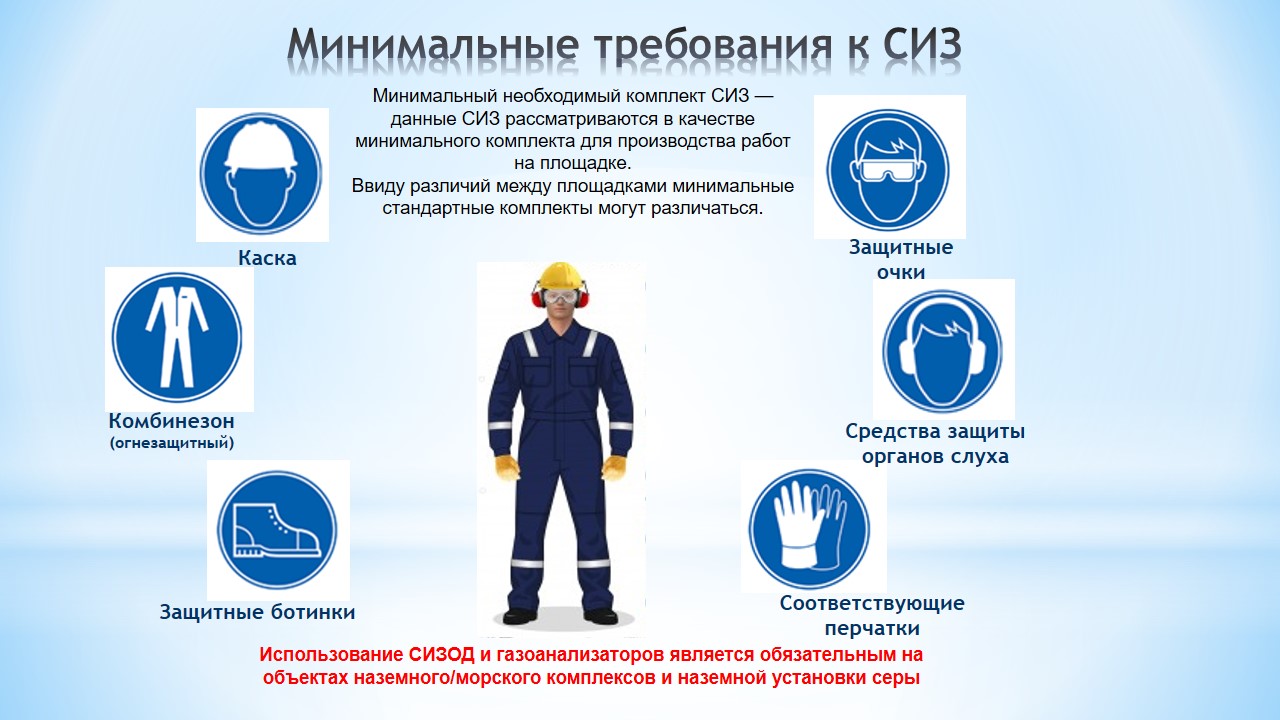 Минимальные требования к СИЗ
Минимальный необходимый комплект СИЗ —
данные СИЗ рассматриваются в качестве
минимального комплекта для производства работ
на площадке.
Ввиду различий между площадками минимальные
стандартные комплекты могут различаться.
Каска
Защитные
очки
Комбинезон
(огнезащитный)
Средства защиты
органов слуха
Защитные ботинки
Соответствующие
перчатки
Использование СИЗОД и газоанализаторов является обязательным на
объектах наземного/морского комплексов и наземной установки серы